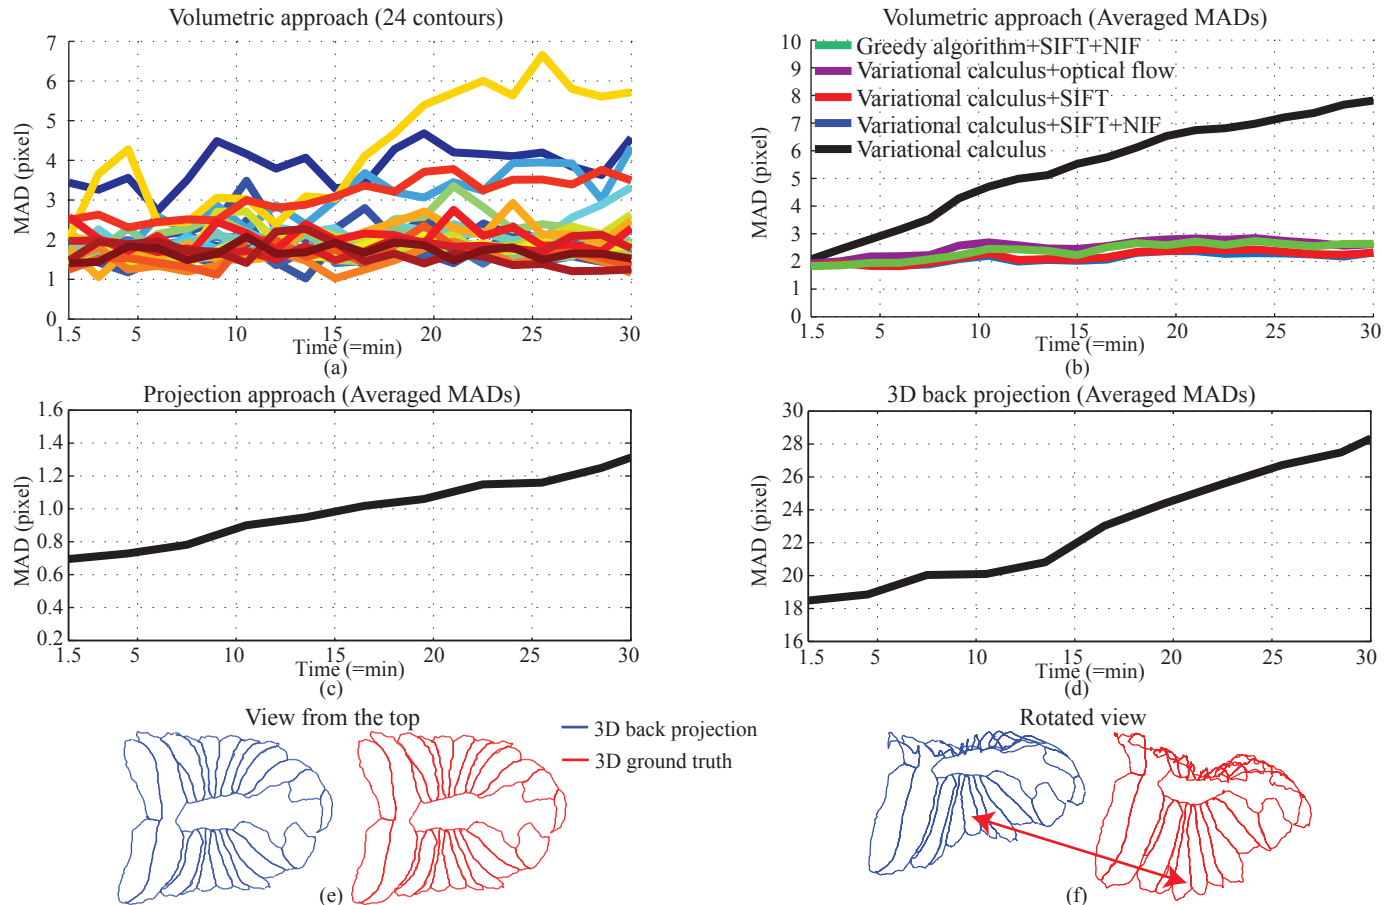 Volumetric approach (24 contours)
MAD (pixel)
7
6
5
4
3
2
1
0
1.5 5 10 15 20 25 30
Time (=min)
(a)
Volumetric approach (Averaged MADs)
MAD (pixel)
10
9
8
7
6
5
4
3
2
1
0
Greedy algorithm+SIFT+NIF
Variational calculus+optical flow
Variational calculus+SIFT
Variational calculus+SIFT+NIF
Variational calculus
1.5 5 10 15 20 25 30
Time (=min)
(b)
Projection approach (Averaged MADs)
MAD (pixel)
1.6
1.4
1.2
1.0
0.8
0.6
0.4
0.2
1.5 5 10 15 20 25 30
Time (=min)
(c)
3D back projection (Averaged MADs)
MAD (pixel)
30
28
26
24
22
20
18
16
1.5 5 10 15 20 25 30
Time (=min)
(d)
View from the top
3D back projection
3D ground truth
(e)
Rotated view
(f)